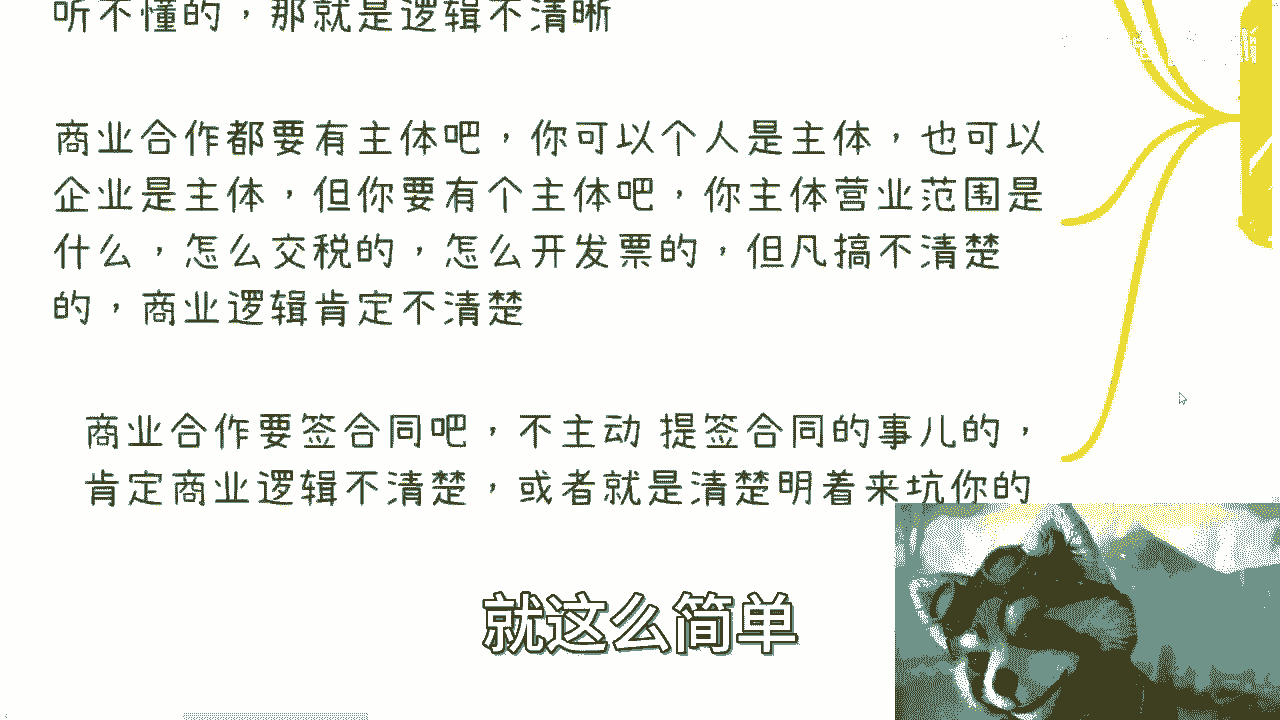 听不懂的，那就是逻辑不清晰
商业合作都要有主体吧，你可以个人是主体，也可以
企业是主体，但你要有个主体吧，你主体营业范围是
什么，怎么交税的，怎么开发票的，但凡搞不清楚
的，商业逻辑肯定不清楚
商业合作要签合同吧，不主动 提签合同的事儿的，
肯定商业逻辑不清楚，或者就是清楚明着来坑你的
就这么简单